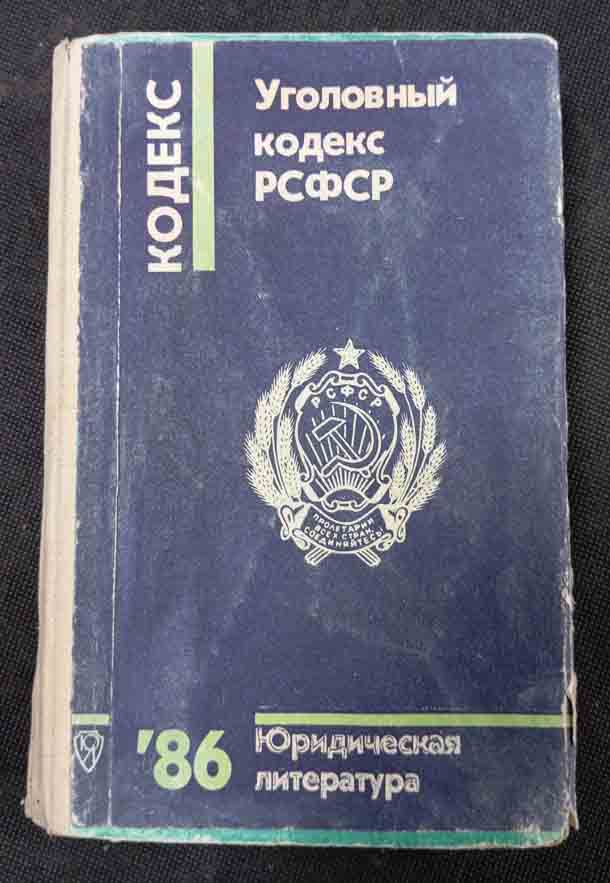 КОДЕКС
Уголовный
кодекс
РСФСР
РСФСР
ПРОЛЕТАРИИ
ВСЕХ СТРАН,
СОЕДИНЯЙТЕСЬ
'86
Юридическая
литература